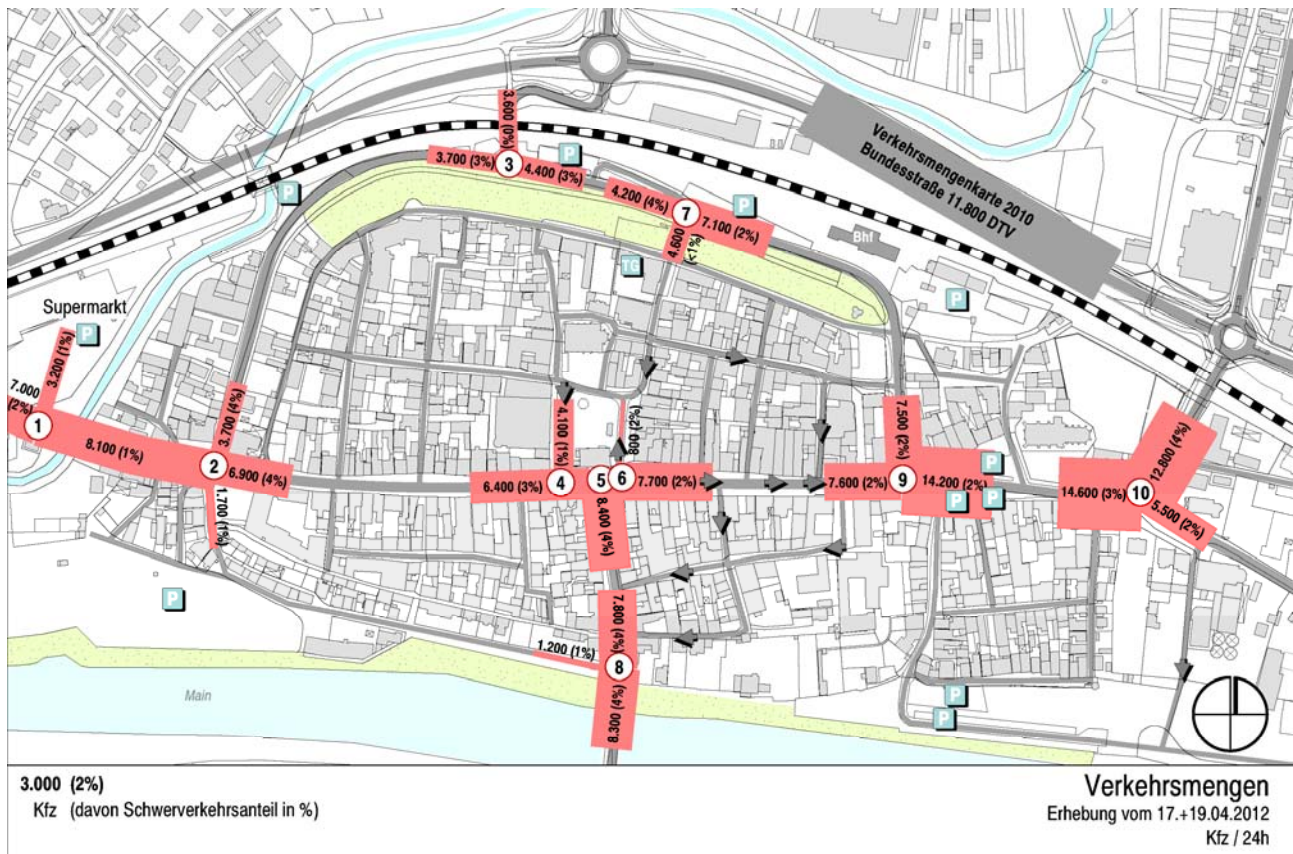 3.600 (0%)
P
3.700 (3%)
3
4.400 (3%)
Verkehrsmengenkarte 2010
Bundesstraße 11.800 DTV
P
4.200 (4%)
7
P
7.100 (2%)
4.600
(<1%)
Bhf
TG
P
P
Supermarkt
P
3.200 (1%)
7.000
(2%)
1
8.100 (1%)
3.700 (4%)
2
6.900 (4%)
1.700 (1%)
4.100 (1%)
800 (2%)
6.400 (3%)
4
5
6
7.700 (2%)
8.400 (4%)
7.500 (2%)
7.600 (2%)
9
14.200 (2%)
P
P
P
12.800 (4%)
14.600 (3%)
10
5.500 (2%)
P
7.800 (4%)
1.200 (1%)
8
8.300 (4%)
Main
P
P
3.000 (2%)
Kfz (davon Schwerverkehrsanteil in %)
Verkehrsmengen
Erhebung vom 17.+19.04.2012
Kfz / 24h